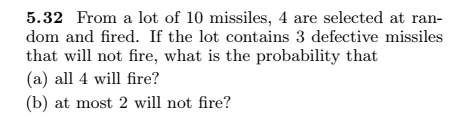 5.32 From a lot of 10 missiles, 4 are selected at ran-
dom and fired. If the lot contains 3 defective missiles
that will not fire, what is the probability that
(a) all 4 will fire?
(b) at most 2 will not fire?